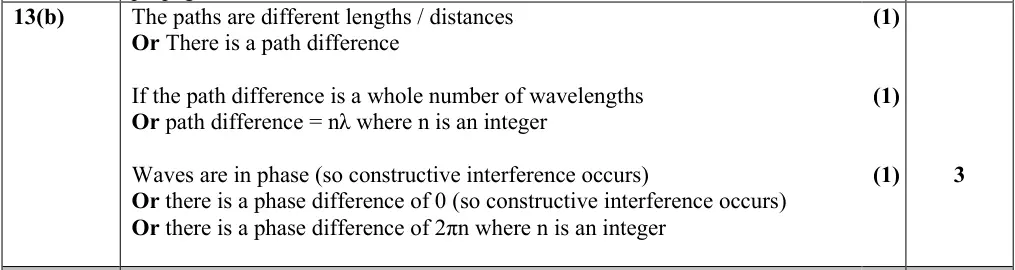 13(b) The paths are different lengths / distances (1)
Or There is a path difference
If the path difference is a whole number of wavelengths (1)
Or path difference = nλ where n is an integer
Waves are in phase (so constructive interference occurs) (1) 3
Or there is a phase difference of 0 (so constructive interference occurs)
Or there is a phase difference of 2πn where n is an integer